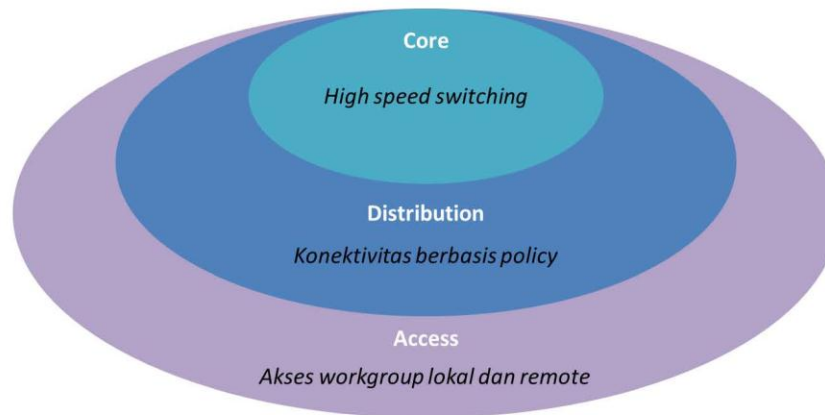 Core
High speed switching
Distribution
Konektivitas berbasis policy
Access
Akses workgroup lokal dan remote